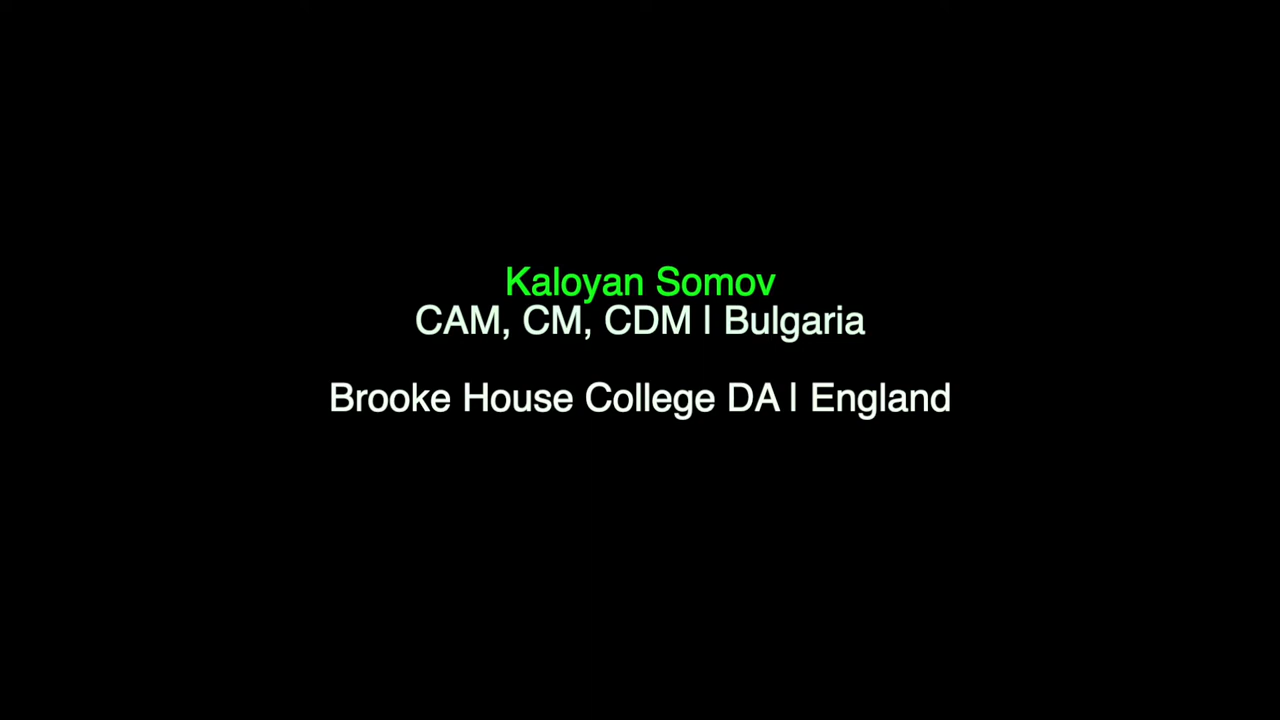 Kaloyan Somov
CAM, CM, CDM | Bulgaria
Brooke House College DA | England